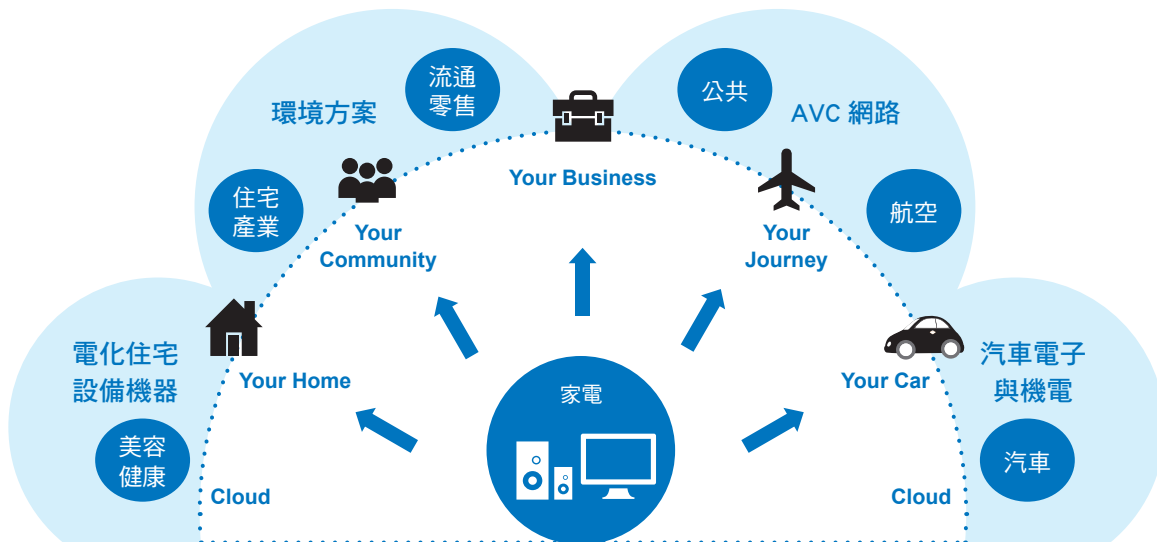 流通
零售
公共
環境方案
AVC 網路
Your Business
住宅
產業
航空
Your
Community
Your
Journey
電化住宅
設備機器
Your Home
家電
Your Car
汽車電子
與機電
美容
健康
汽車
Cloud
Cloud